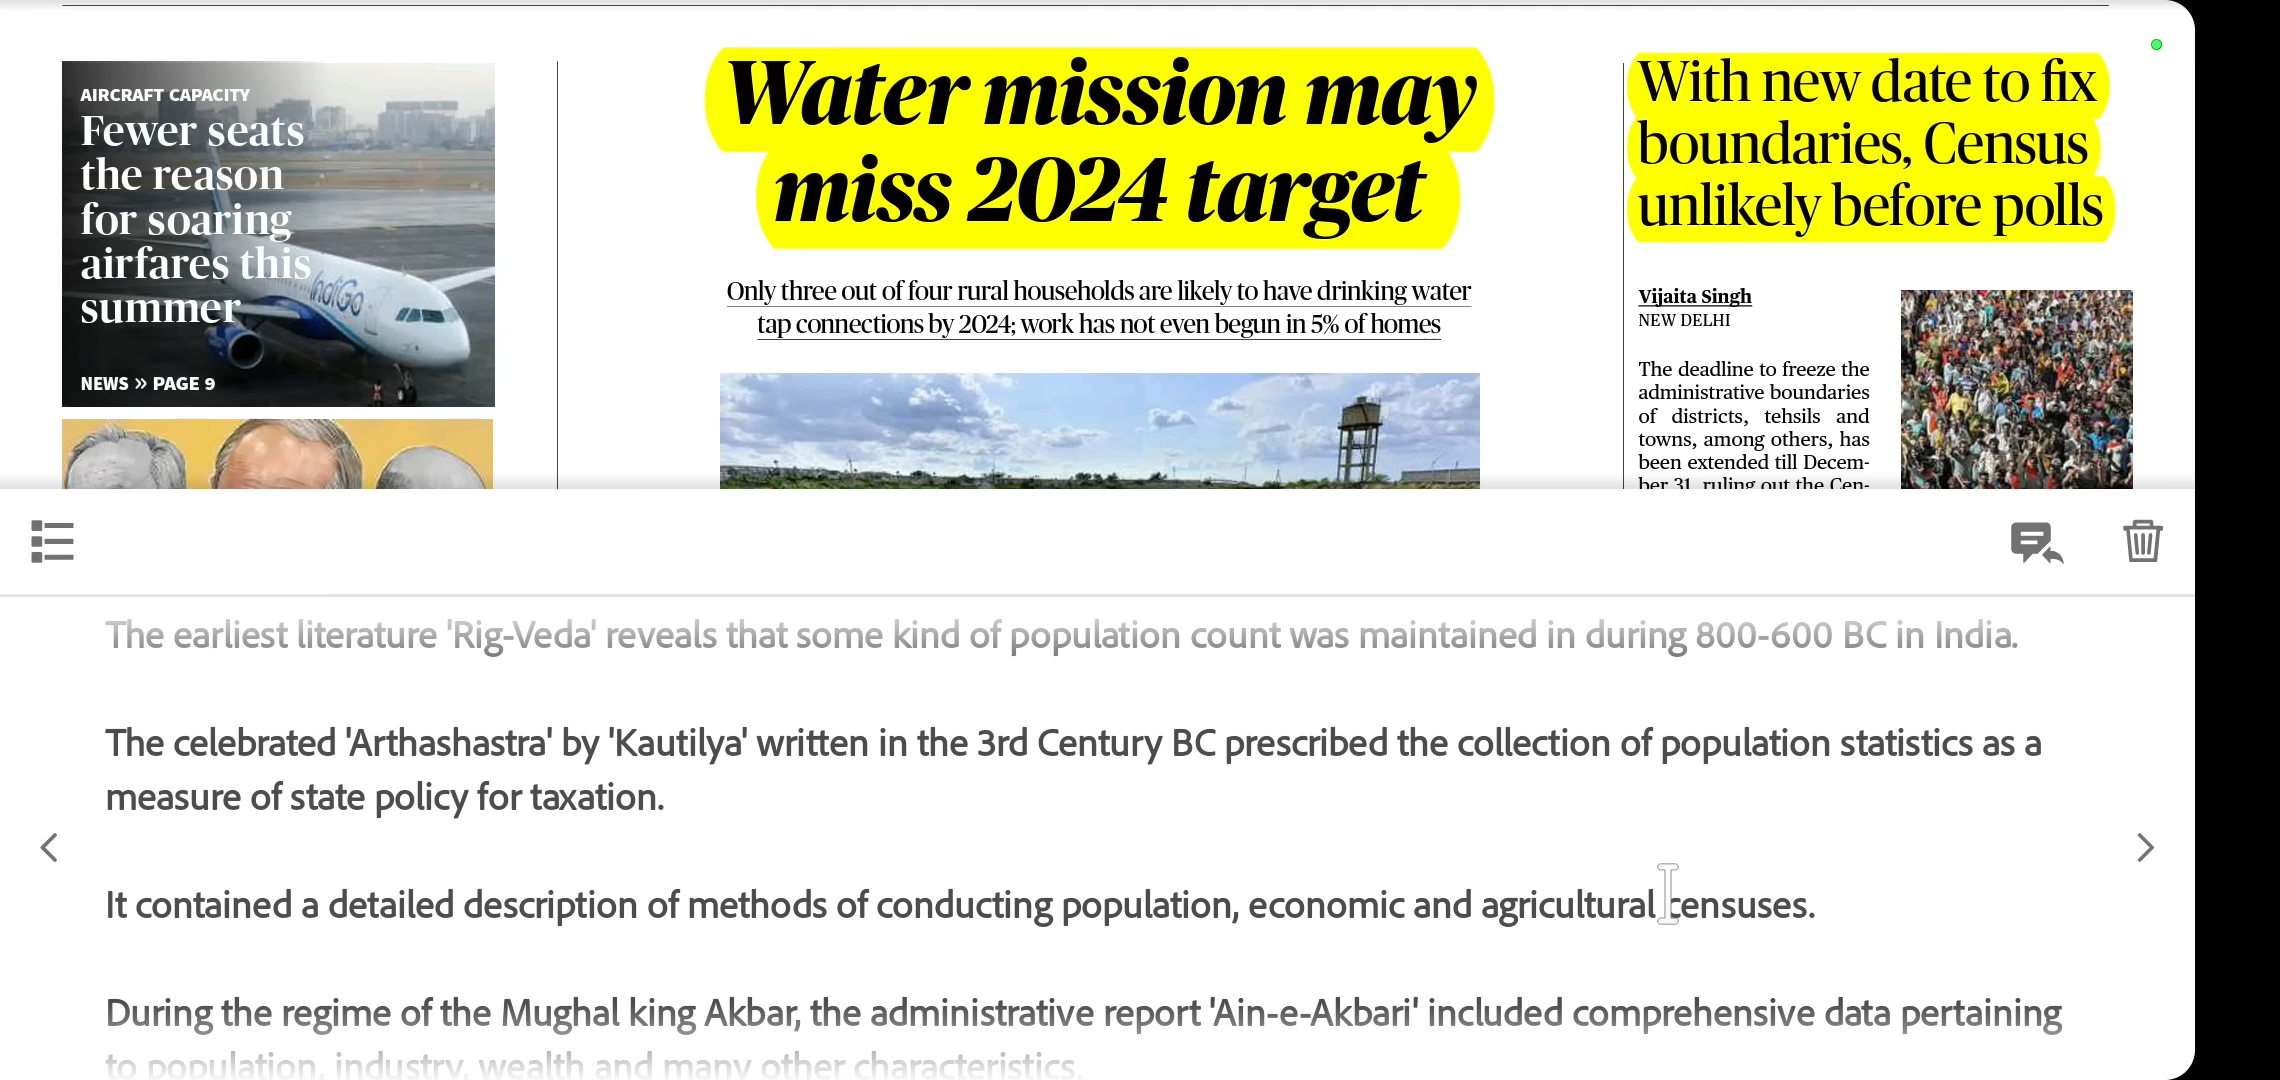 AIRCRAFT CAPACITY
Fewer seats
the reason
for soaring
airfares this
summer
IndiGo
NEWS » PAGE 9
Water mission may
miss 2024 target
Only three out of four rural households are likely to have drinking water
tap connections by 2024; work has not even begun in 5% of homes
With new date to fix
boundaries, Census
unlikely before polls
Vijaita Singh
NEW DELHI
The deadline to freeze the
administrative boundaries
of districts, tehsils and
towns, among others, has
been extended till Decem-
ber 31, ruling out the Cen-
The earliest literature 'Rig-Veda' reveals that some kind of population count was maintained in during 800-600 BC in India.
The celebrated 'Arthashastra' by 'Kautilya' written in the 3rd Century BC prescribed the collection of population statistics as a
measure of state policy for taxation.
It contained a detailed description of methods of conducting population, economic and agricultural censuses.
During the regime of the Mughal king Akbar, the administrative report 'Ain-e-Akbari' included comprehensive data pertaining
to population, industry, wealth and many other characteristics.